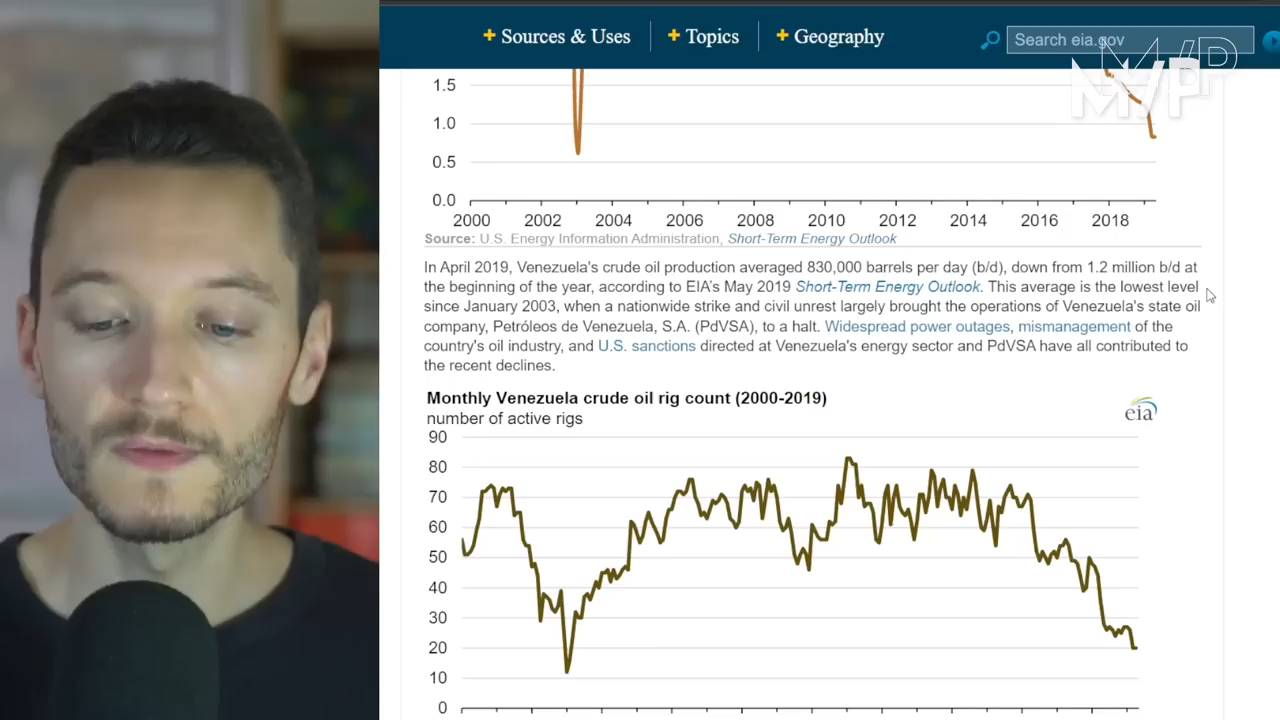 + Sources & Uses + Topics + Geography Search eia.gov
MVP
1.5
1.0
0.5
0.0
2000 2002 2004 2006 2008 2010 2012 2014 2016 2018
Source: U.S. Energy Information Administration, Short-Term Energy Outlook
In April 2019, Venezuela's crude oil production averaged 830,000 barrels per day (b/d), down from 1.2 million b/d at
the beginning of the year, according to EIA's May 2019 Short-Term Energy Outlook. This average is the lowest level
since January 2003, when a nationwide strike and civil unrest largely brought the operations of Venezuela's state oil
company, Petróleos de Venezuela, S.A. (PdVSA), to a halt. Widespread power outages, mismanagement of the
country's oil industry, and U.S. sanctions directed at Venezuela's energy sector and PdVSA have all contributed to
the recent declines.
Monthly Venezuela crude oil rig count (2000-2019)
number of active rigs
eia
90
80
70
60
50
40
30
20
10
0